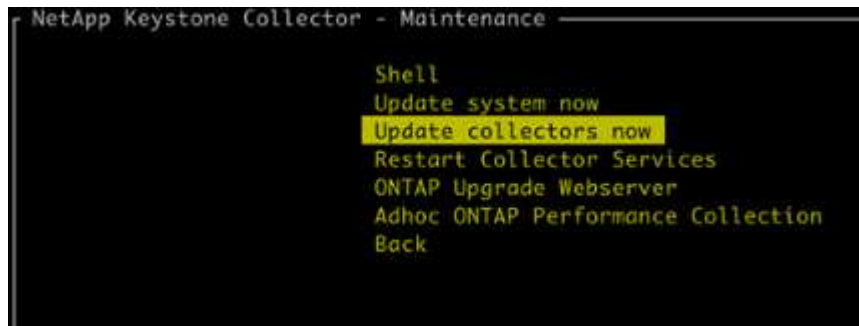 NetApp Keystone Collector - Maintenance
Shell
Update system now
Update collectors now
Restart Collector Services
ONTAP Upgrade Webserver
Adhoc ONTAP Performance Collection
Back